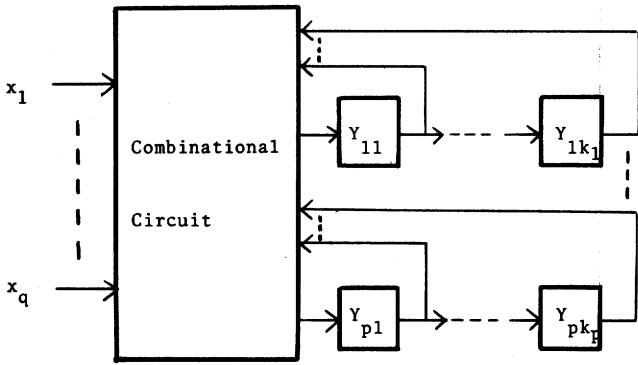 x1
Combinational
Circuit
Y11
Y1k1
xq
Yp1
Ypkp